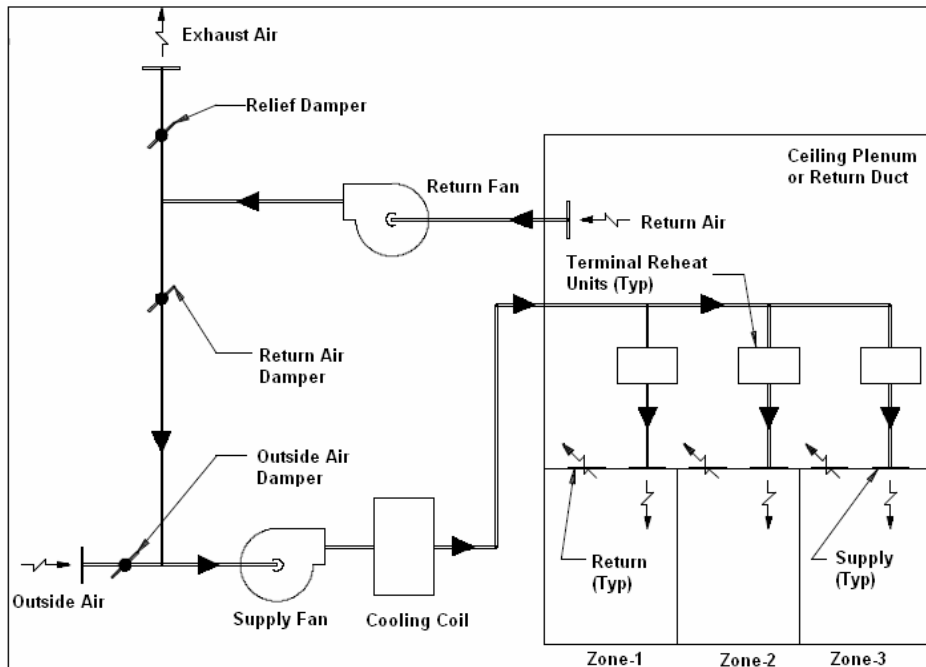 Exhaust Air
Relief Damper
Return Fan
Ceiling Plenum
or Return Duct
Return Air
Terminal Reheat
Units (Typ)
Return Air
Damper
Outside Air
Damper
Outside Air
Supply Fan
Cooling Coil
Return
(Typ)
Supply
(Typ)
Zone-1
Zone-2
Zone-3